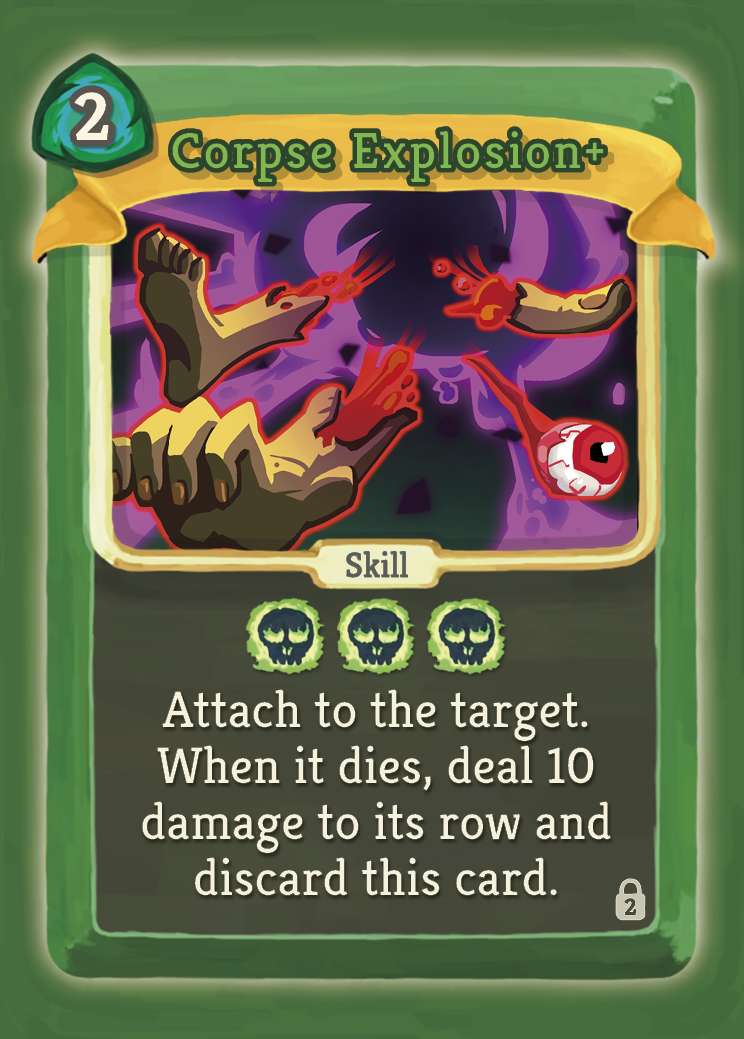 2
Corpse Explosion+
Skill
Attach to the target.
When it dies, deal 10
damage to its row and
discard this card.
2